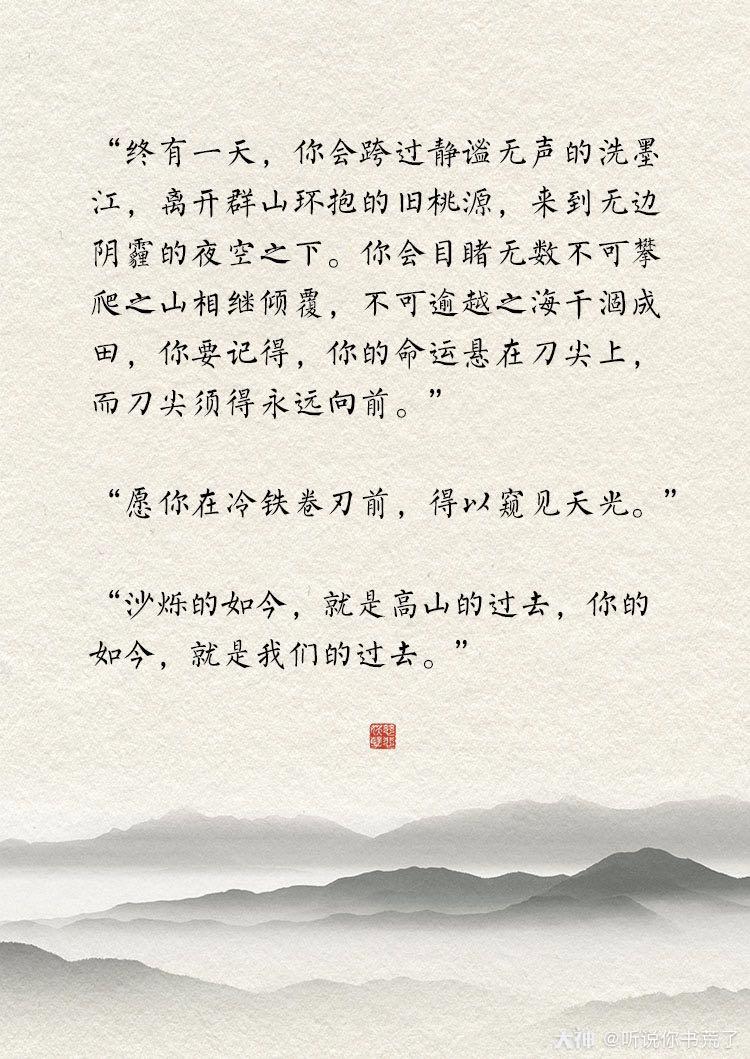 “终有一天，你会跨过静谧无声的洗墨
江，离开群山环抱的旧桃源，来到无边
阴霾的夜空之下。你会目睹无数不可攀
爬之山相继倾覆，不可逾越之海干涸成
田，你要记得，你的命运悬在刀尖上，
而刀尖须得永远向前。”
“愿你在冷铁卷刃前，得以窥见天光。”
“沙烁的如今，就是高山的过去，你的
如今，就是我们的过去。”
大神 @听说你书荒了